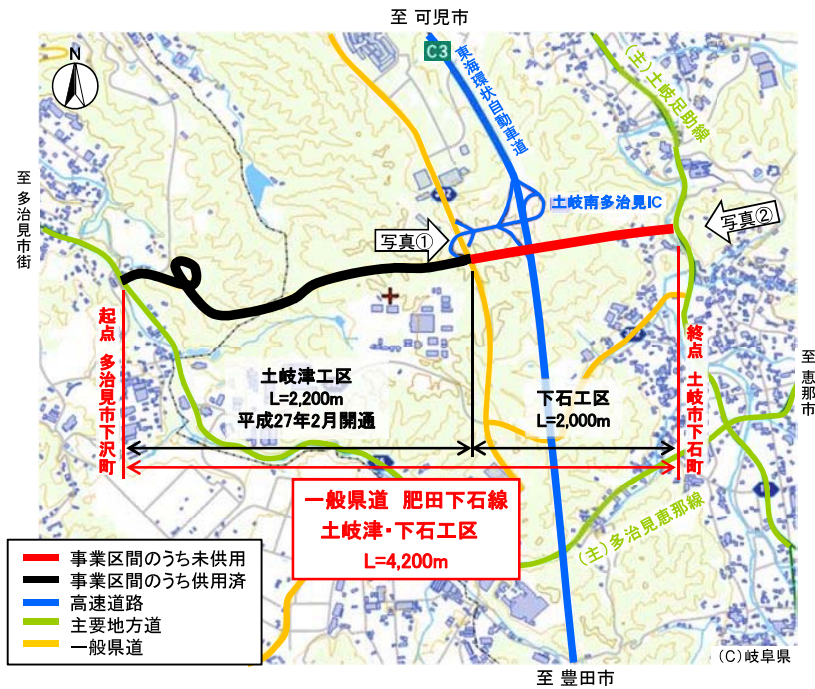 至 可児市
C3
東海環状自動車道
(主)土岐足助線
N
至 多治見市街
土岐南多治見IC
写真①
写真②
起点 多治見市下沢町
終点 土岐市下石町
至 恵那市
土岐津工区
L=2,200m
平成27年2月開通
下石工区
L=2,000m
一般県道 肥田下石線
土岐津・下石工区
L=4,200m
(主)多治見恵那線
事業区間のうち未供用
事業区間のうち供用済
高速道路
主要地方道
一般県道
(C)岐阜県
至 豊田市